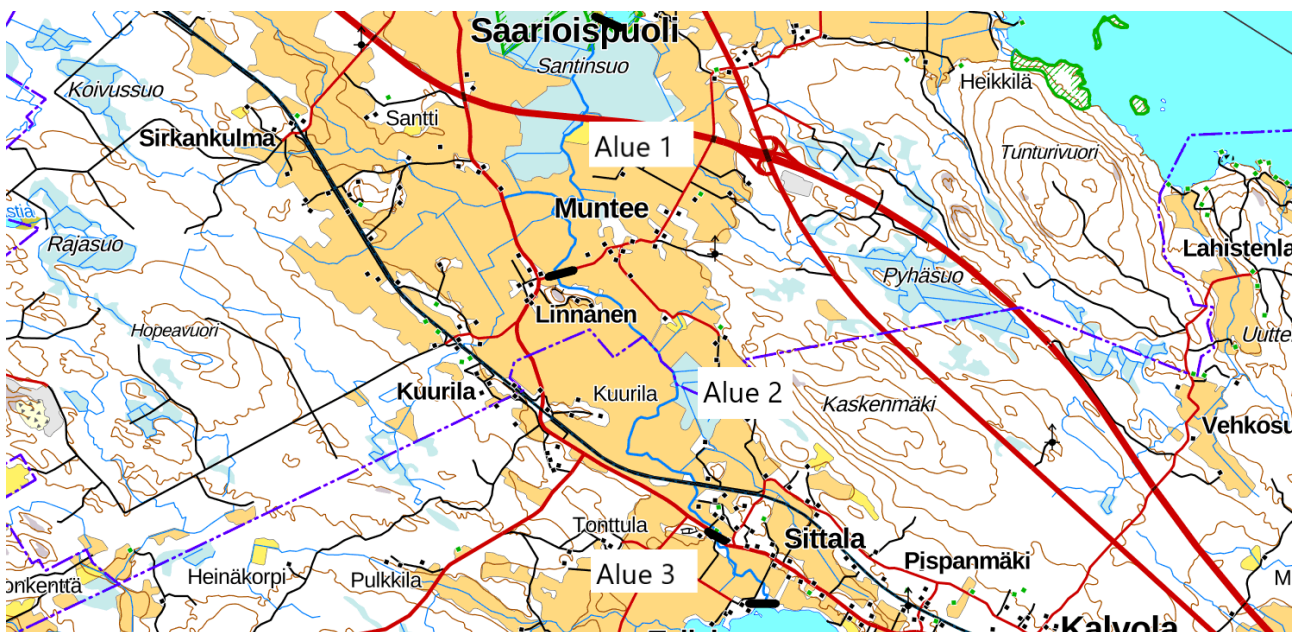 Saarioispuoli
Santinsuo
Koivussuo
Heikkilä
Santti
Sirkankulma
Alue 1
Tunturivuori
Muntee
Rajasuo
Lahistenla
Pyhäsuo
Linnanen
Hopeavuori
Uutte
Kuurila
Kuurila
Alue 2
Kaskenmäki
Vehkosu
Tonttula
Sittala
Pispanmäki
onkenttä
Heinäkorpi
Pulkkila
Alue 3
Kalvola